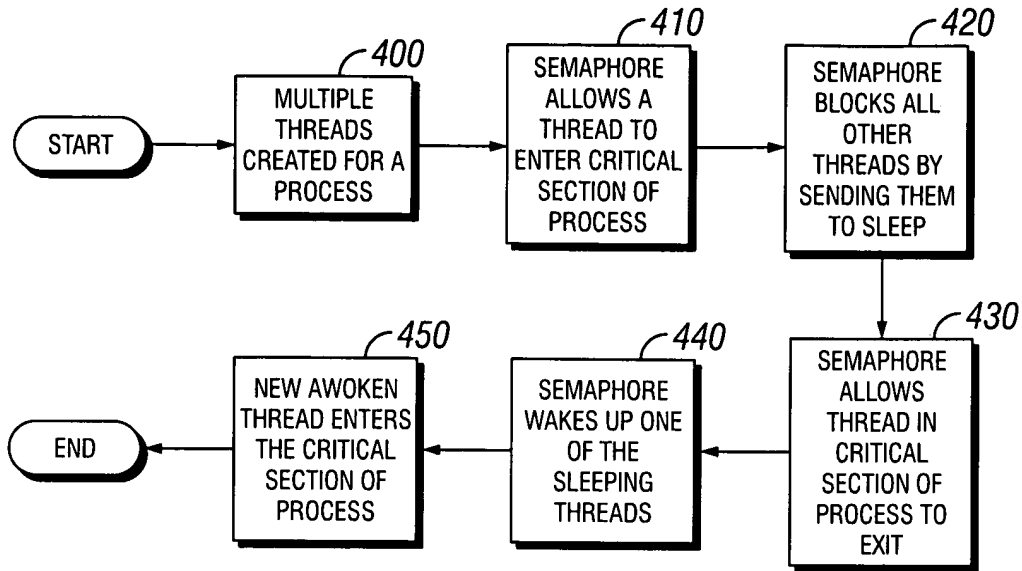 START
400
MULTIPLE
THREADS
CREATED FOR A
PROCESS
410
SEMAPHORE
ALLOWS A
THREAD TO
ENTER CRITICAL
SECTION OF
PROCESS
420
SEMAPHORE
BLOCKS ALL
OTHER
THREADS BY
SENDING THEM
TO SLEEP
430
SEMAPHORE
ALLOWS
THREAD IN
CRITICAL
SECTION OF
PROCESS TO
EXIT
440
SEMAPHORE
WAKES UP ONE
OF THE
SLEEPING
THREADS
450
NEW AWOKEN
THREAD ENTERS
THE CRITICAL
SECTION OF
PROCESS
END